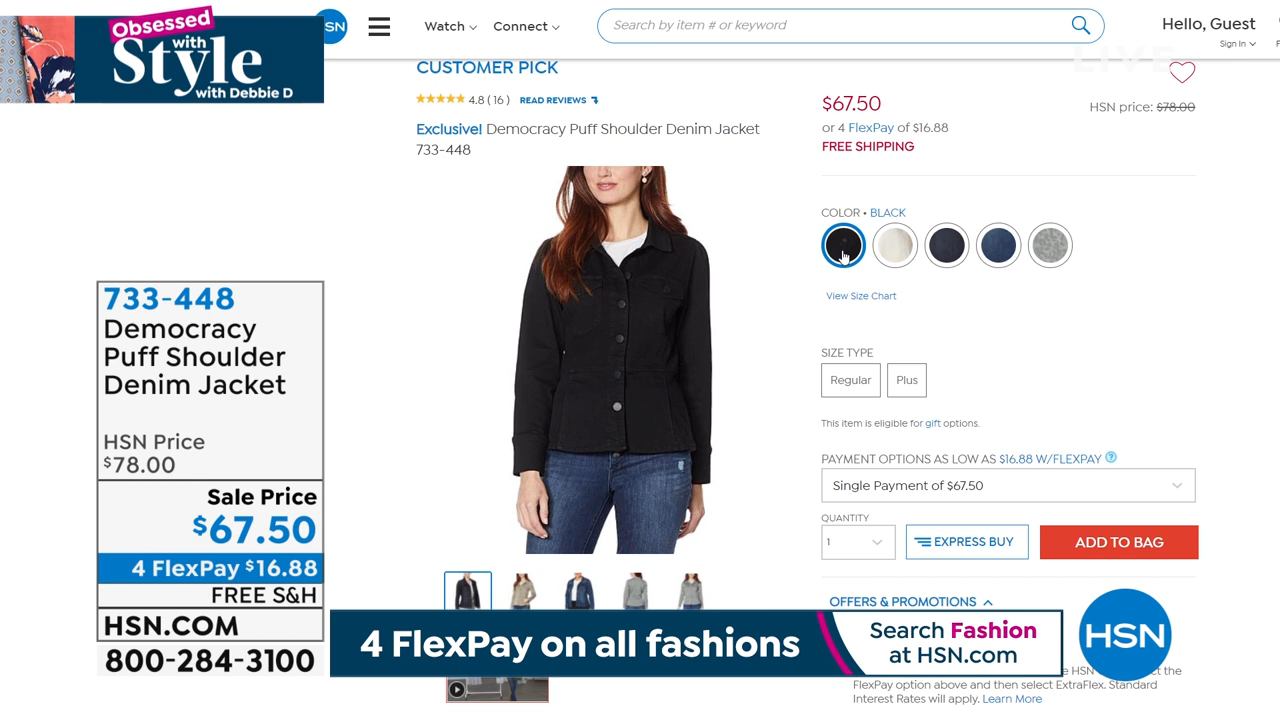 Obsessed
with
Style
with Debbie D
SN
Watch
Connect
Search by item # or keyword
Hello, Guest
Sign In
LIVE
CUSTOMER PICK
4.8 ( 16 ) READ REVIEWS
Exclusive! Democracy Puff Shoulder Denim Jacket
733-448
$67.50
HSN price: $78.00
or 4 FlexPay of $16.88
FREE SHIPPING
COLOR • BLACK
View Size Chart
SIZE TYPE
Regular
Plus
This item is eligible for gift options.
PAYMENT OPTIONS AS LOW AS $16.88 W/FLEXPAY ?
Single Payment of $67.50
QUANTITY
1
EXPRESS BUY
ADD TO BAG
OFFERS & PROMOTIONS
733-448
Democracy
Puff Shoulder
Denim Jacket
HSN Price
$78.00
Sale Price
$67.50
4 FlexPay $16.88
FREE S&H
HSN.COM
800-284-3100
4 FlexPay on all fashions
Search Fashion
at HSN.com
HSN
FlexPay option above and then select ExtraFlex. Standard
Interest Rates will apply. Learn More